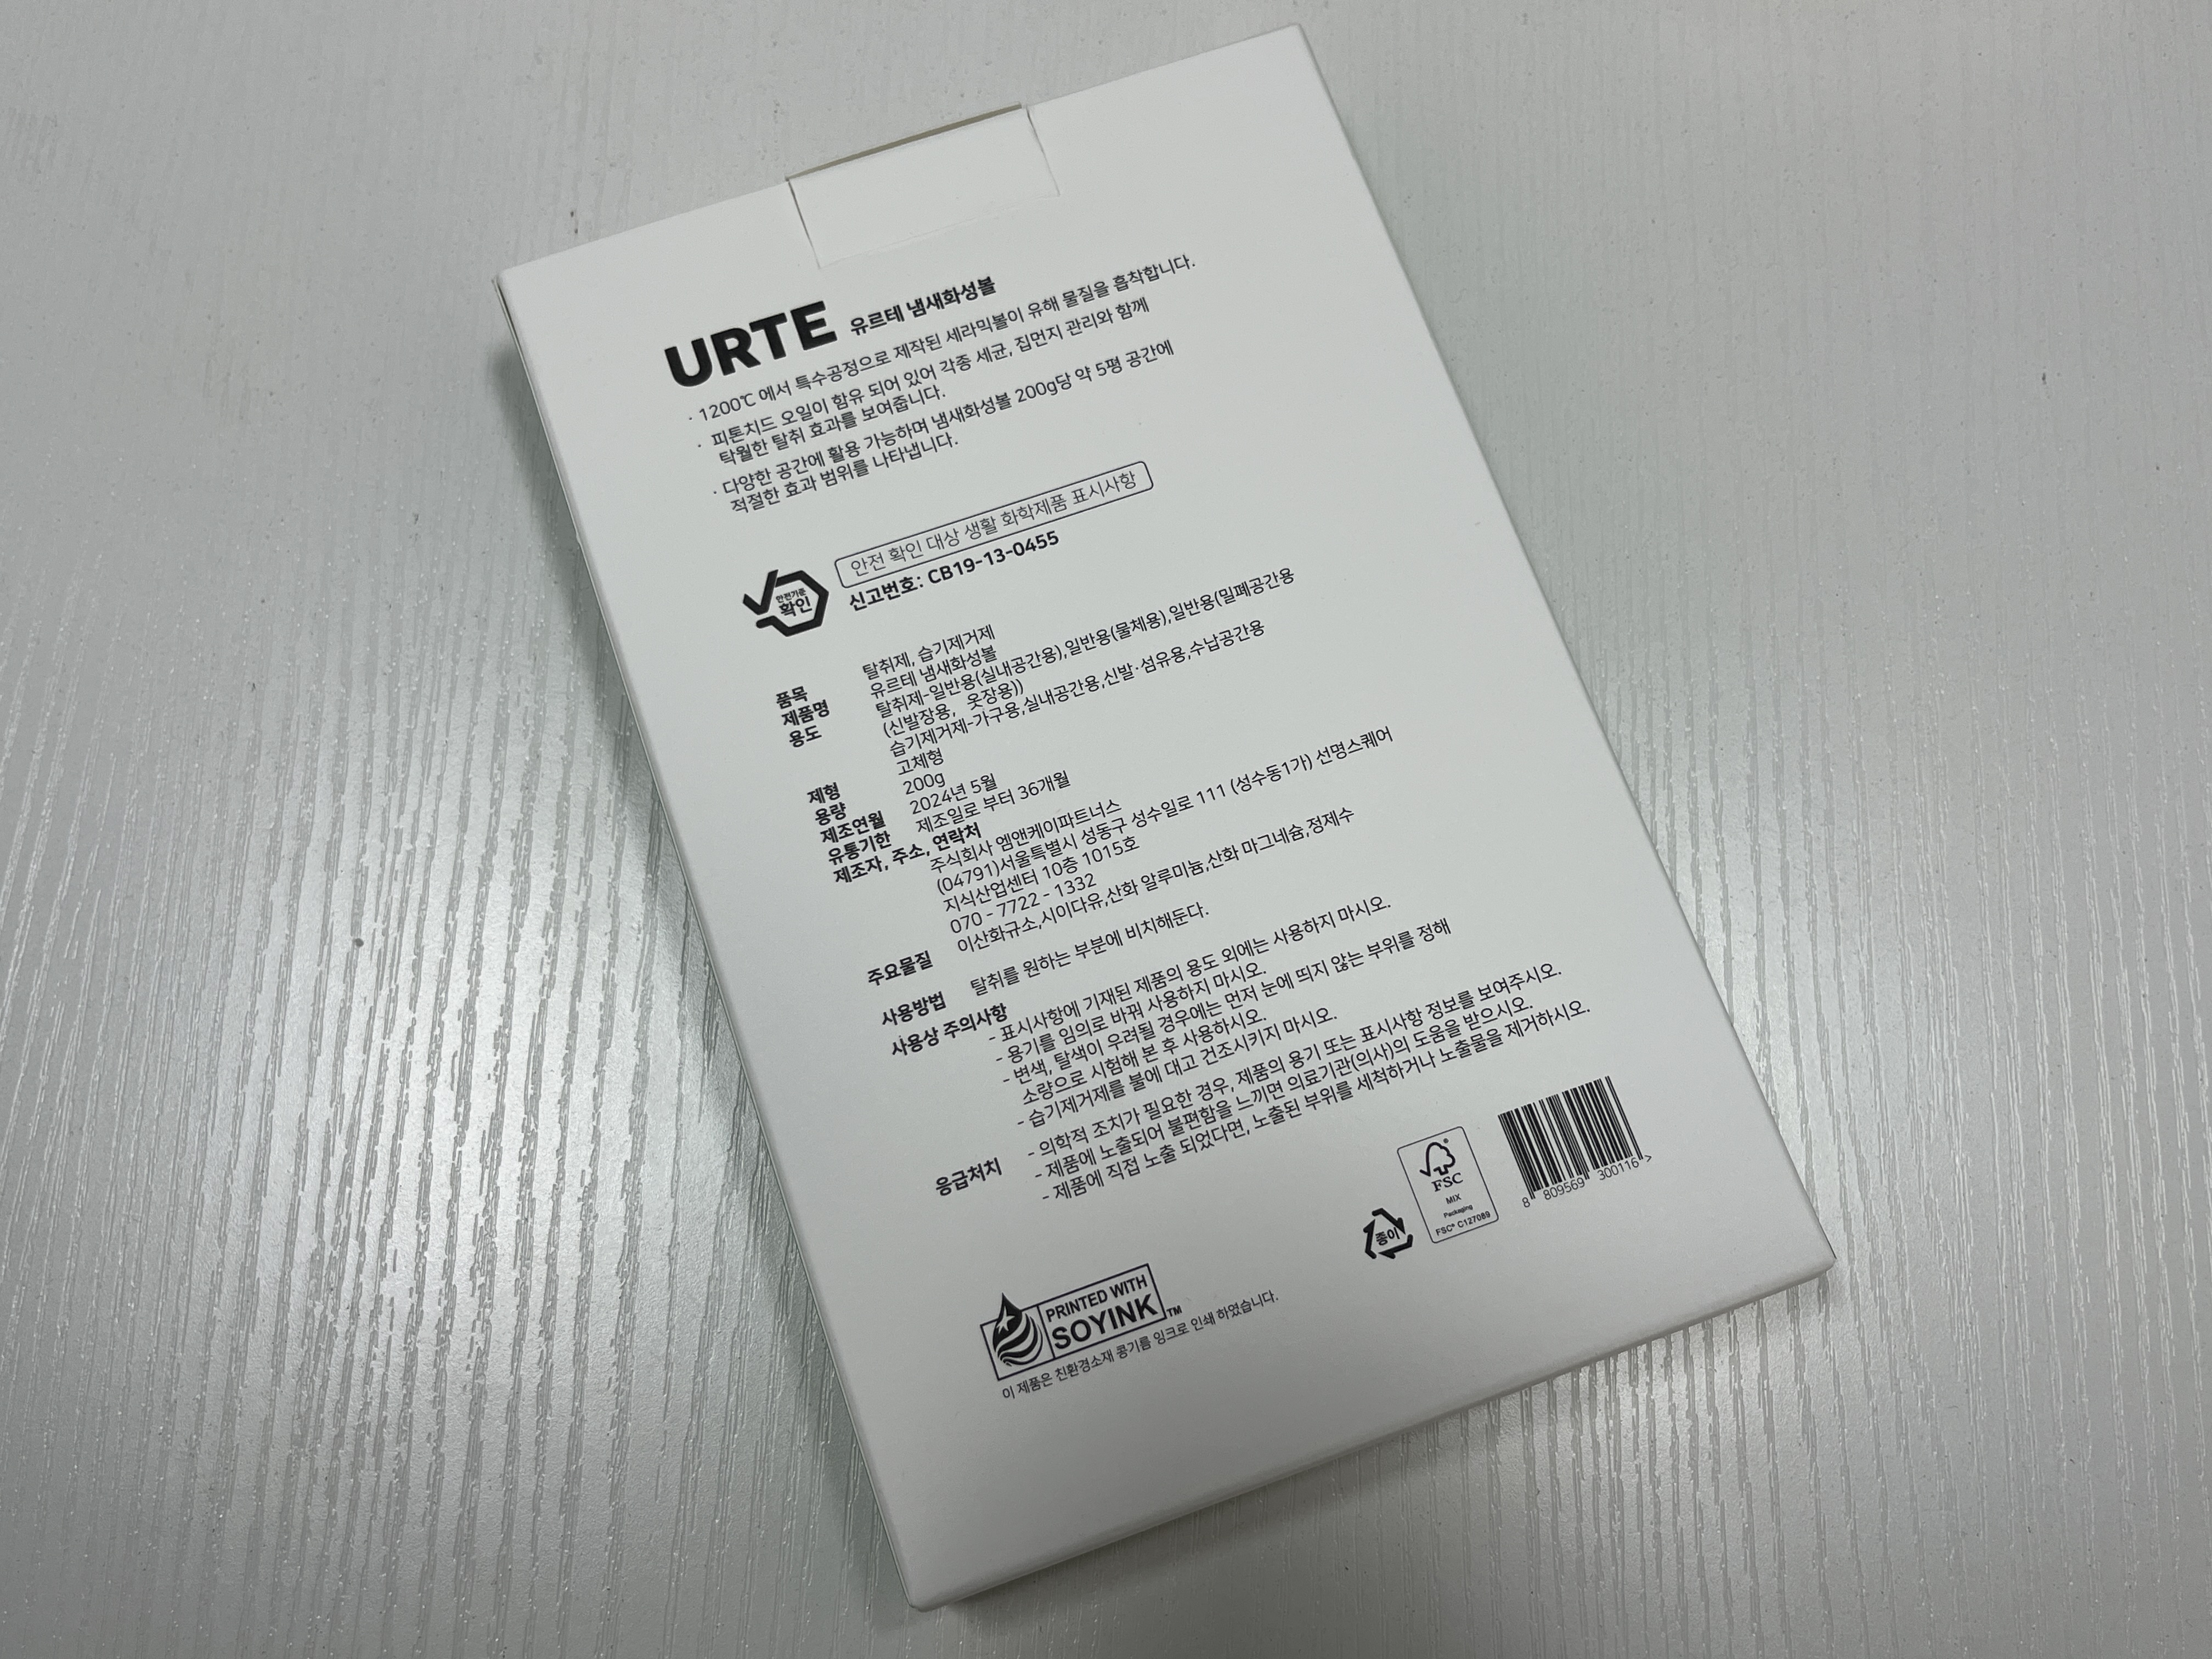 URTE 유르테 냄새화성볼
· 1200℃ 에서 특수공정으로 제작된 세라믹볼이 유해 물질을 흡착합니다.
· 피톤치드 오일이 함유 되어 있어 각종 세균, 집먼지 관리와 함께
탁월한 탈취 효과를 보여줍니다.
· 다양한 공간에 활용 가능하며 냄새화성볼 200g당 약 5평 공간에
적절한 효과 범위를 나타냅니다.
안전 확인 대상 생활 화학제품 표시사항
안전기준
확인
신고번호: CB19-13-0455
품목 탈취제, 습기제거제
제품명 유르테 냄새화성볼
용도 탈취제-일반용(실내공간용),일반용(물체용),일반용(밀폐공간용
(신발장용, 옷장용))
습기제거제-가구용,실내공간용,신발·섬유용,수납공간용
제형 고체형
용량 200g
제조연월 2024년 5월
유통기한 제조일로 부터 36개월
제조자, 주소, 연락처
주식회사 엠앤케이파트너스
(04791)서울특별시 성동구 성수일로 111 (성수동1가) 선명스퀘어
지식산업센터 10층 1015호
070 - 7722 - 1332
주요물질 이산화규소,시이다유,산화 알루미늄,산화 마그네슘,정제수
사용방법 탈취를 원하는 부분에 비치해둔다.
사용상 주의사항
- 표시사항에 기재된 제품의 용도 외에는 사용하지 마시오.
- 용기를 임의로 바꿔 사용하지 마시오.
- 변색, 탈색이 우려될 경우에는 먼저 눈에 띄지 않는 부위를 정해
소량으로 시험해 본 후 사용하시오.
- 습기제거제를 불에 대고 건조시키지 마시오.
응급처치 - 의학적 조치가 필요한 경우, 제품의 용기 또는 표시사항 정보를 보여주시오.
- 제품에 노출되어 불편함을 느끼면 의료기관(의사)의 도움을 받으시오.
- 제품에 직접 노출 되었다면, 노출된 부위를 세척하거나 노출물을 제거하시오.
PRINTED WITH
SOYINK™
이 제품은 친환경소재 콩기름 잉크로 인쇄 하였습니다.
종이
FSC
MIX
Packaging
FSC® C127089
8 809569 300116 >